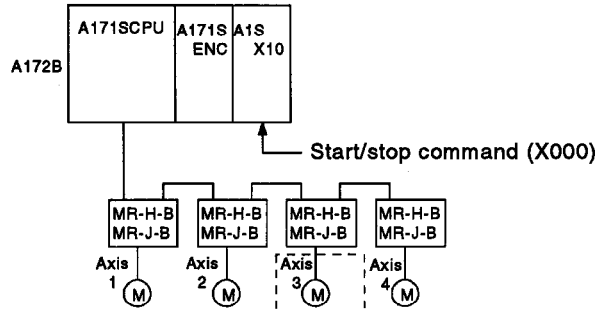 A172B
A171SCPU
A171S
ENC
A1S
X10
Start/stop command (X000)
MR-H-B
MR-J-B
MR-H-B
MR-J-B
MR-H-B
MR-J-B
MR-H-B
MR-J-B
Axis
1
M
Axis
2
M
Axis
3
M
Axis
4
M